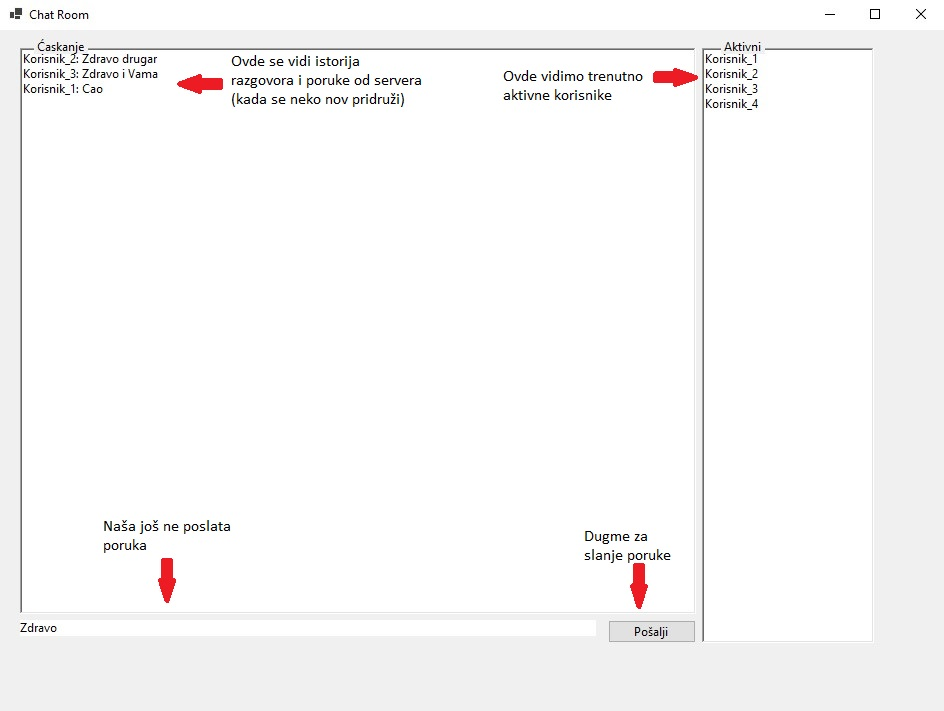 Chat Room
Ćaskanje
Korisnik_2: Zdravo drugar
Korisnik_3: Zdravo i Vama
Korisnik_1: Cao
Ovde se vidi istorija
razgovora i poruke od servera
(kada se neko nov pridruži)
Ovde vidimo trenutno
aktivne korisnike
Aktivni
Korisnik_1
Korisnik_2
Korisnik_3
Korisnik_4
Naša još ne poslata
poruka
Dugme za
slanje poruke
Zdravo
Pošalji